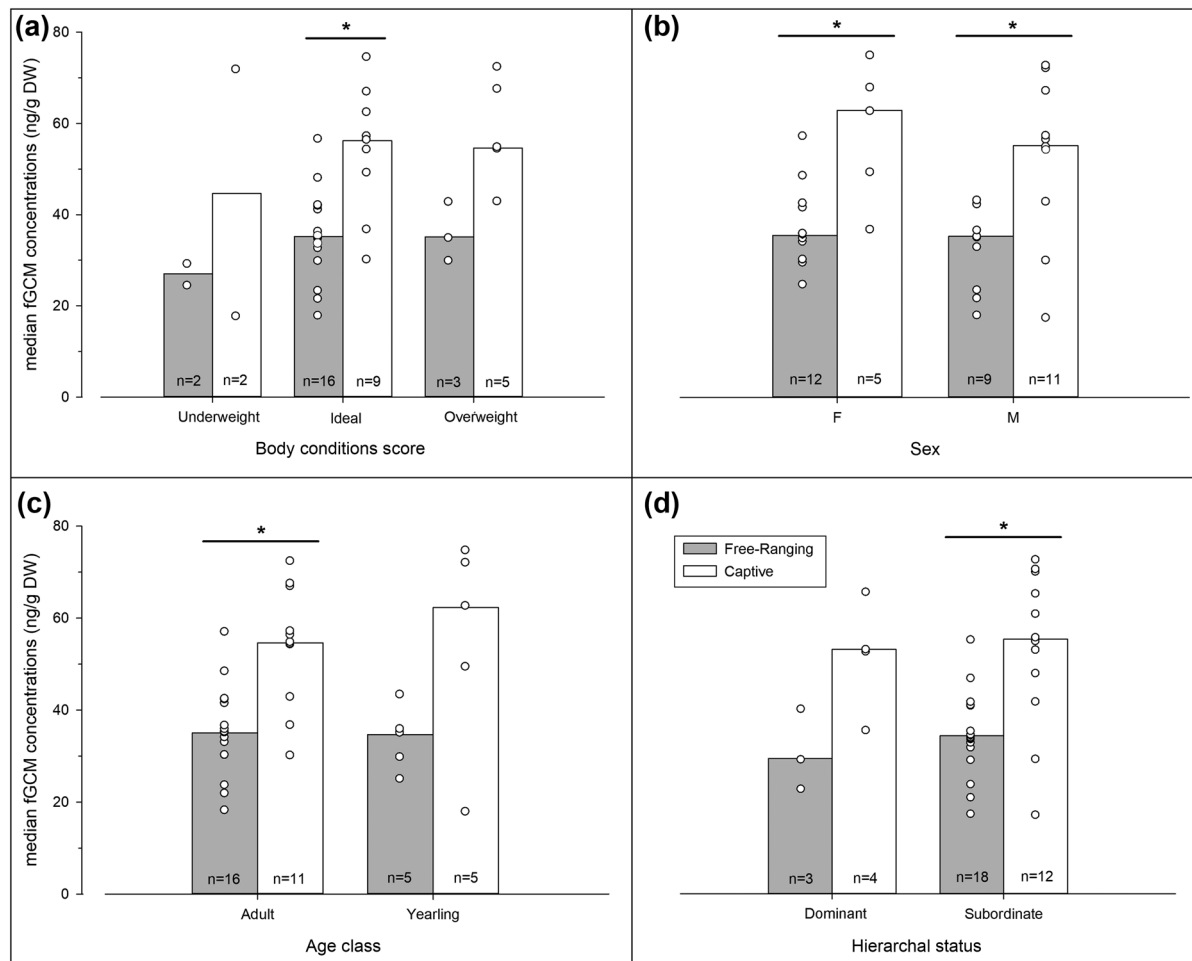 (a)
*
80
60
40
20
0
median fGCM concentrations (ng/g DW)
n=2 n=2 n=16 n=9 n=3 n=5
Underweight Ideal Overweight
Body conditions score
(b)
* *
n=12 n=5 n=9 n=11
F M
Sex
(c)
*
80
60
40
20
0
median fGCM concentrations (ng/g DW)
n=16 n=11 n=5 n=5
Adult Yearling
Age class
(d)
*
Free-Ranging
Captive
n=3 n=4 n=18 n=12
Dominant Subordinate
Hierarchal status